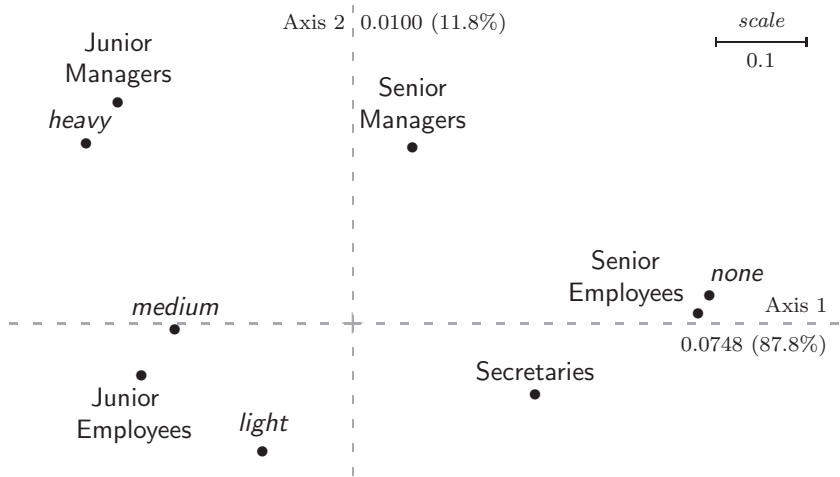 Axis 2 0.0100 (11.8%)
scale
0.1
Junior
Managers
heavy
Senior
Managers
Senior
Employees
none
Axis 1
0.0748 (87.8%)
medium
Secretaries
Junior
Employees
light